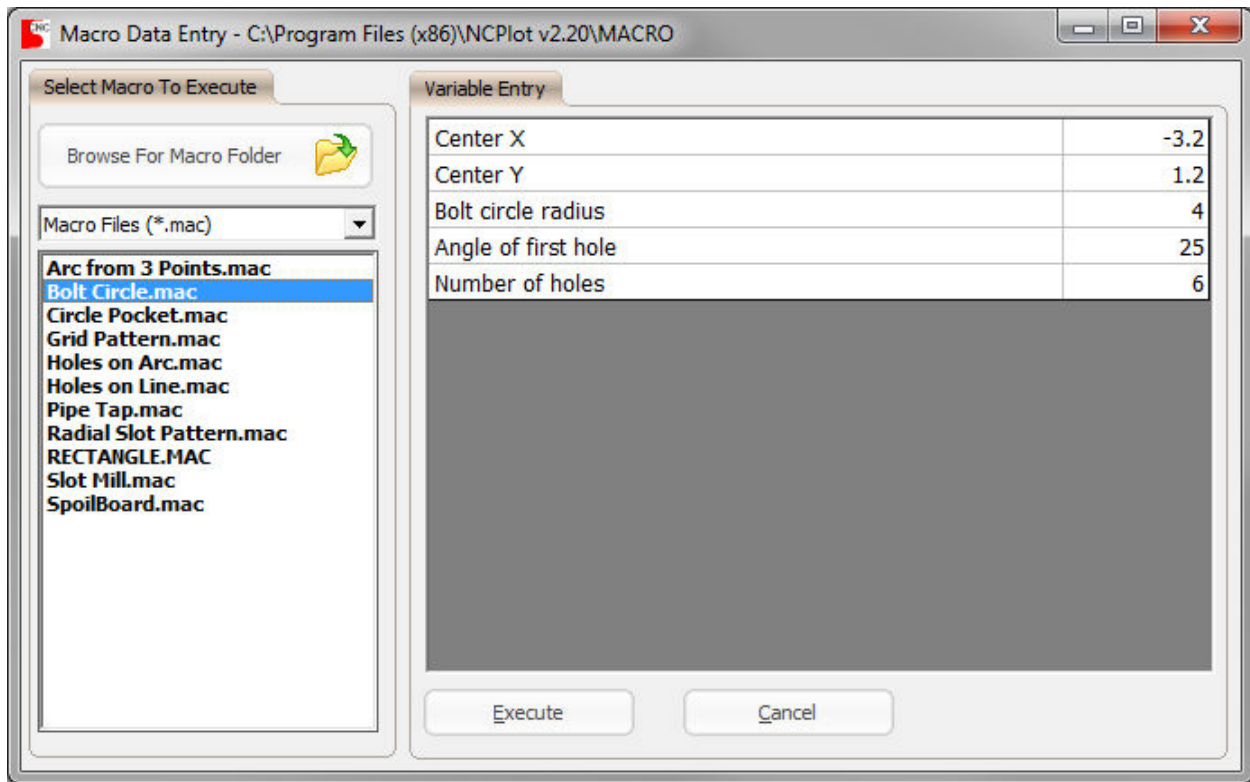 CNC
Macro Data Entry - C:\Program Files (x86)\NCPlot v2.20\MACRO
Select Macro To Execute
Browse For Macro Folder
Macro Files (*.mac)
Arc from 3 Points.mac
Bolt Circle.mac
Circle Pocket.mac
Grid Pattern.mac
Holes on Arc.mac
Holes on Line.mac
Pipe Tap.mac
Radial Slot Pattern.mac
RECTANGLE.MAC
Slot Mill.mac
SpoilBoard.mac
Variable Entry
Center X -3.2
Center Y 1.2
Bolt circle radius 4
Angle of first hole 25
Number of holes 6
Execute Cancel